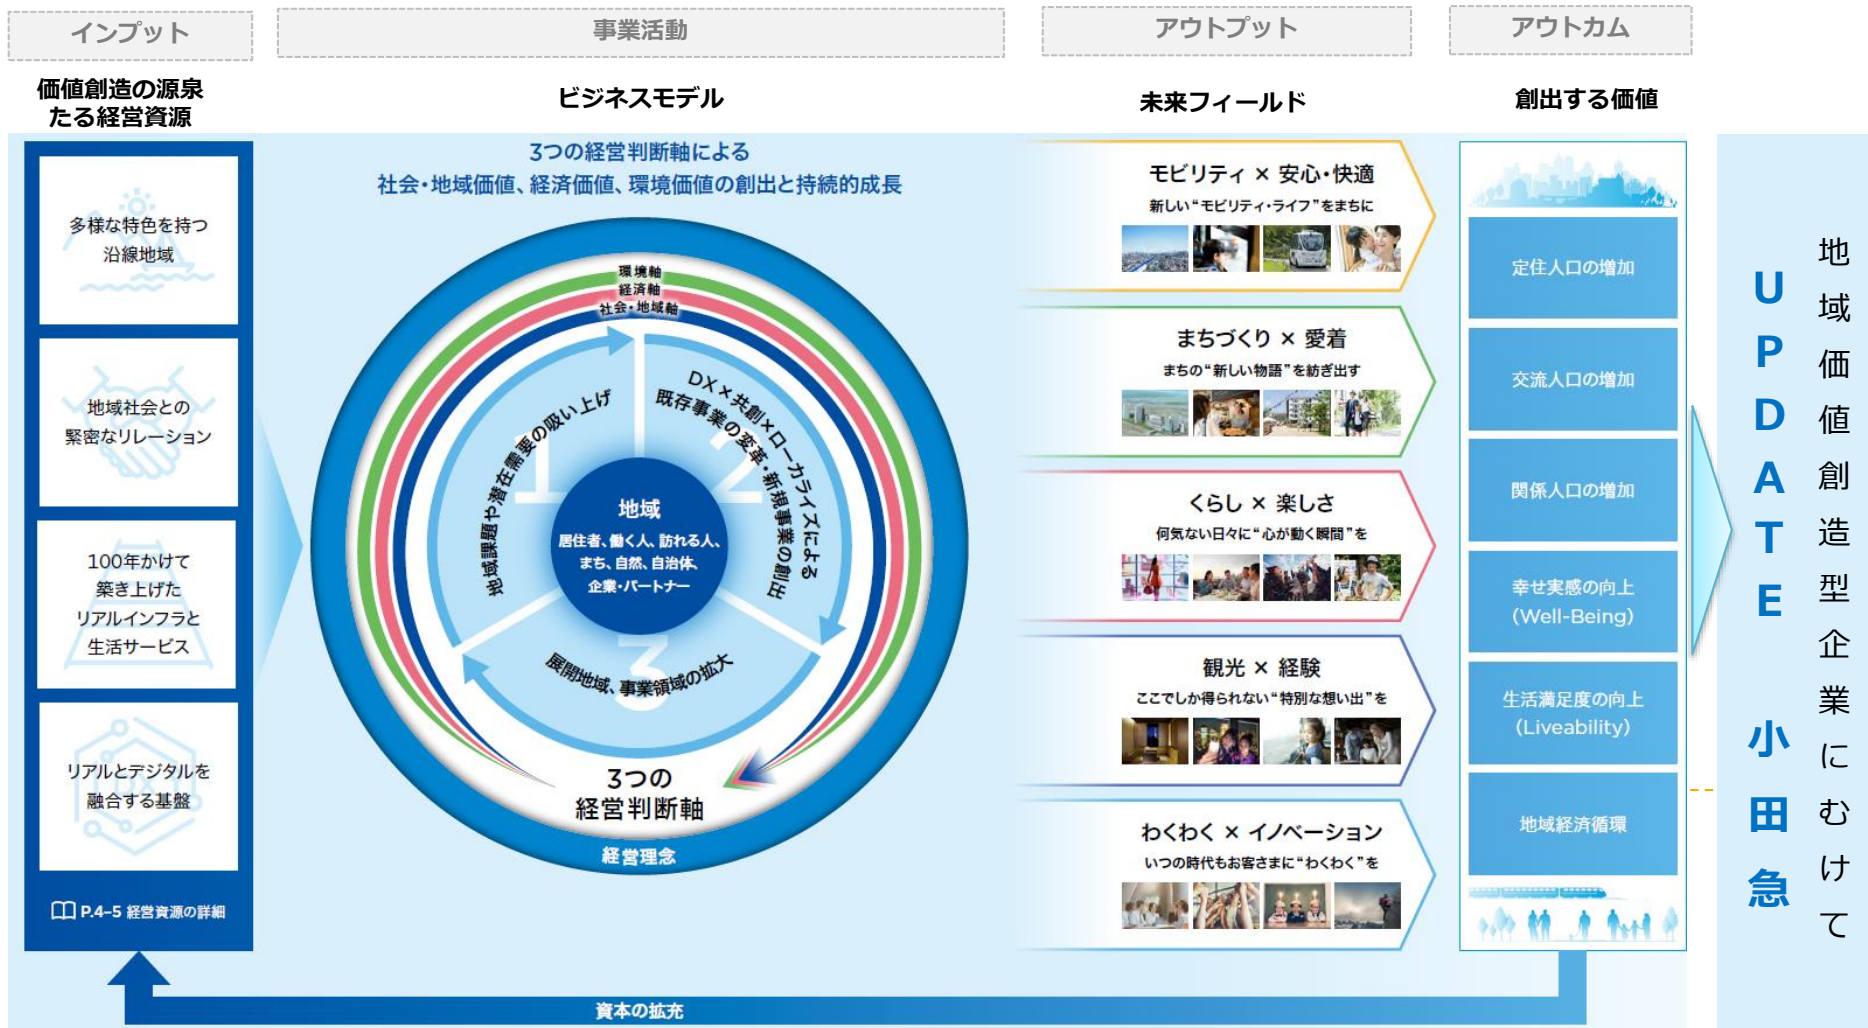 インプット
事業活動
アウトプット
アウトカム
価値創造の源泉
たる経営資源
ビジネスモデル
未来フィールド
創出する価値
多様な特色を持つ
沿線地域
地域社会との
緊密なリレーション
100年かけて
築き上げた
リアルインフラと
生活サービス
リアルとデジタルを
融合する基盤
DX
P.4-5 経営資源の詳細
3つの経営判断軸による
社会・地域価値、経済価値、環境価値の創出と持続的成長
環境軸
経済軸
社会・地域軸
1
地域課題や潜在需要の吸い上げ
2
DX×共創×ローカライズによる
既存事業の変革・新規事業の創出
3
展開地域、事業領域の拡大
地域
居住者、働く人、訪れる人、
まち、自然、自治体、
企業・パートナー
3つの
経営判断軸
経営理念
モビリティ × 安心・快適
新しい“モビリティ・ライフ”をまちに
まちづくり × 愛着
まちの“新しい物語”を紡ぎ出す
くらし × 楽しさ
何気ない日々に“心が動く瞬間”を
観光 × 経験
ここでしか得られない“特別な想い出”を
わくわく × イノベーション
いつの時代もお客さまに“わくわく”を
定住人口の増加
交流人口の増加
関係人口の増加
幸せ実感の向上
(Well-Being)
生活満足度の向上
(Liveability)
地域経済循環
資本の拡充
地域価値創造型企業にむけて
UPDATE 小田急